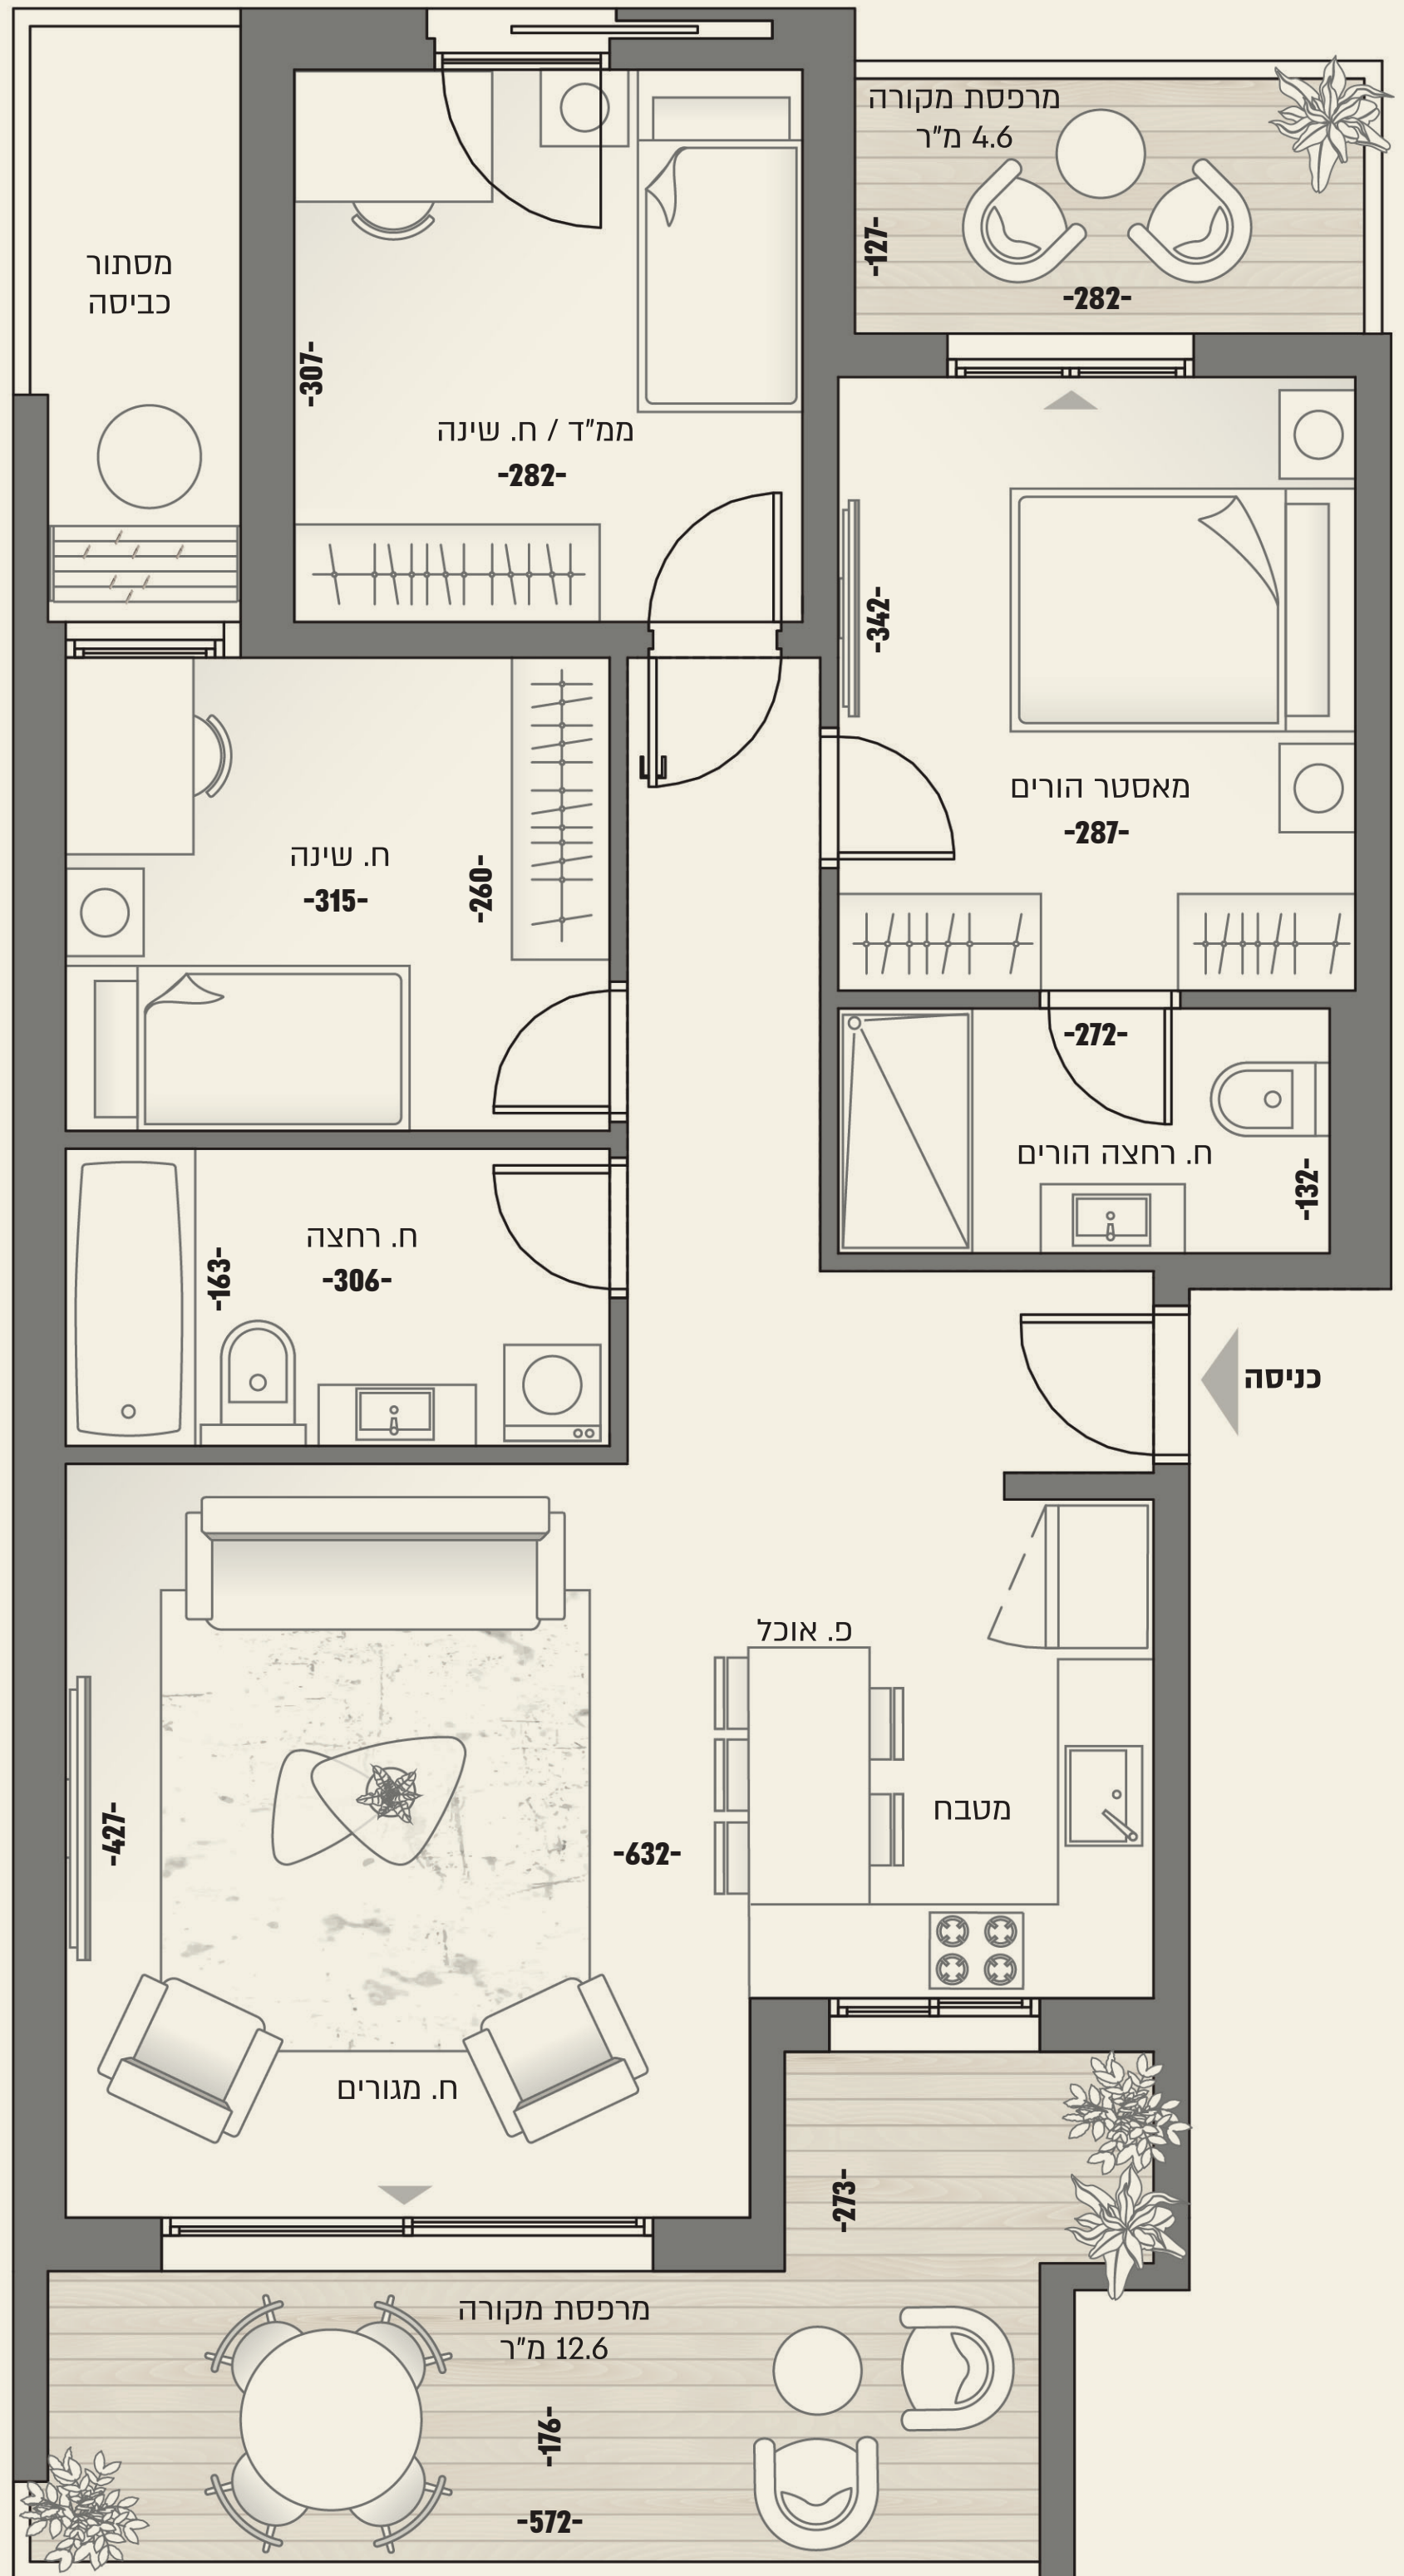 מרפסת מקורה
4.6 מ"ר
-127-
-282-
מסתור
כביסה
-307-
ממ"ד / ח. שינה
-282-
-342-
מאסטר הורים
-287-
ח. שינה
-315-
-260-
-272-
ח. רחצה הורים
-132-
ח. רחצה
-306-
-163-
כניסה
פ. אוכל
מטבח
-427-
-632-
ח. מגורים
-273-
מרפסת מקורה
12.6 מ"ר
-176-
-572-